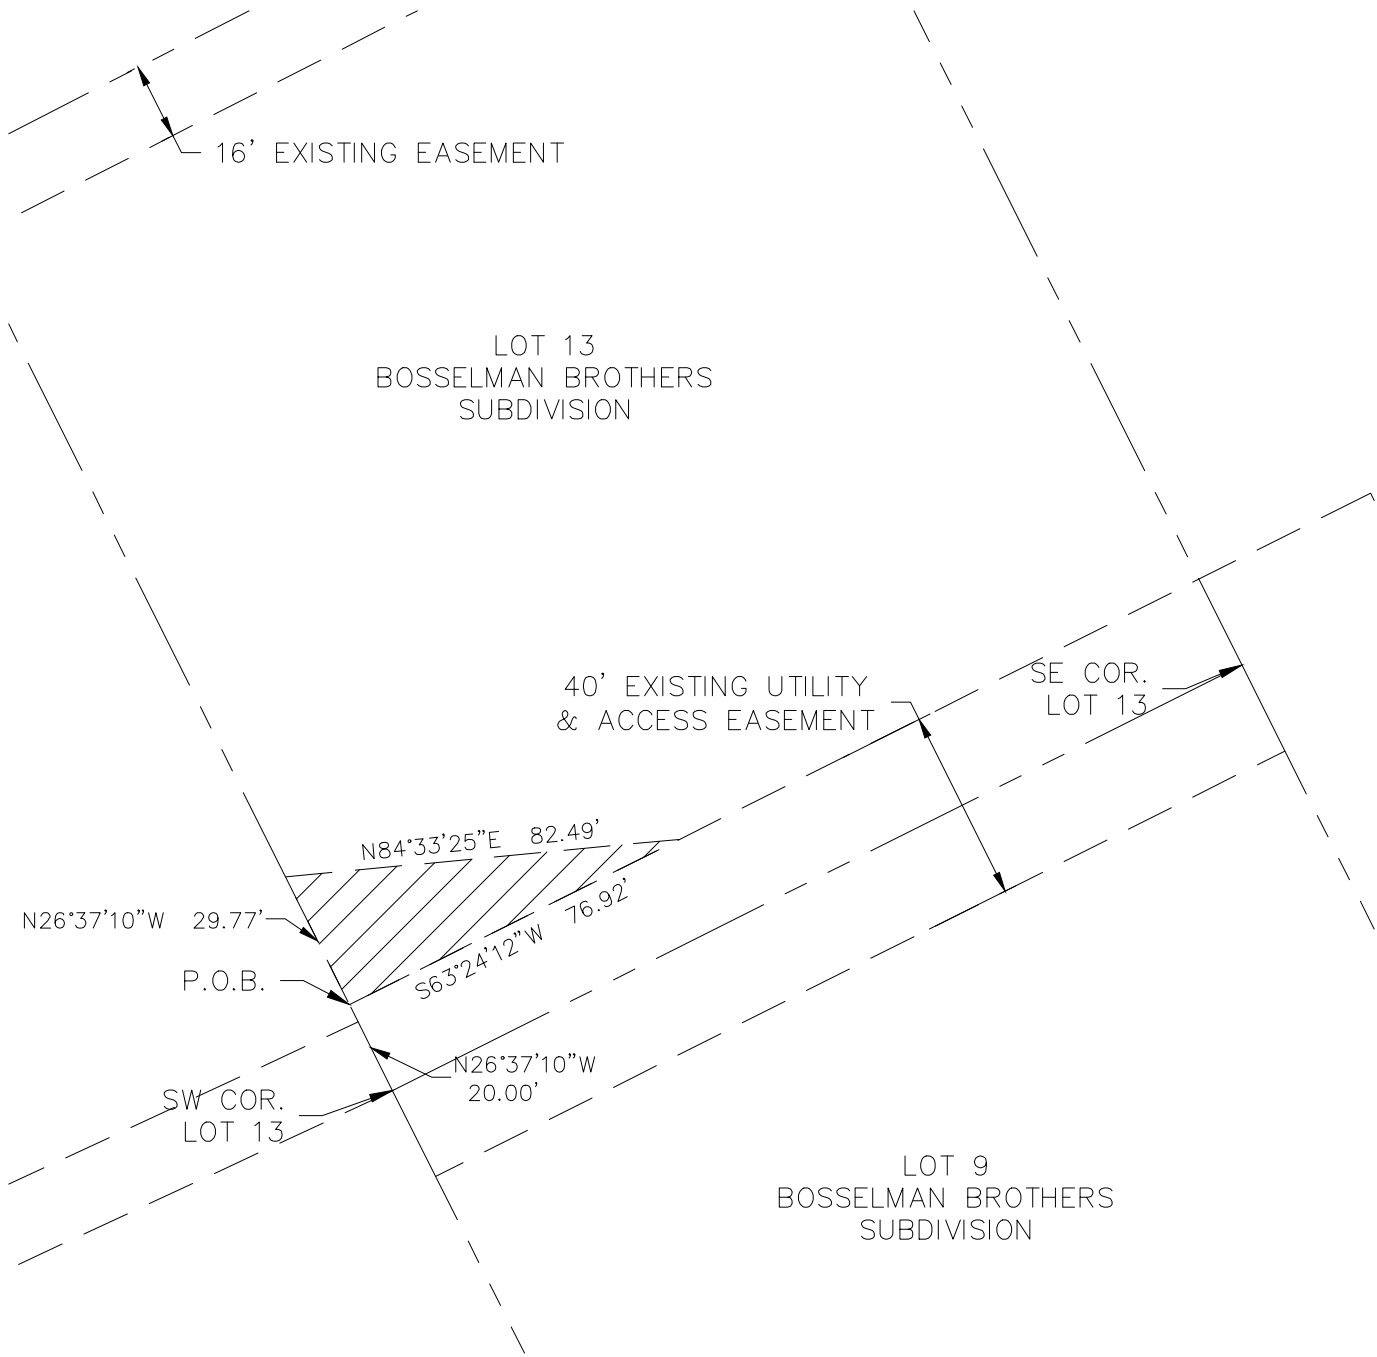 16' EXISTING EASEMENT
LOT 13
BOSSELMAN BROTHERS
SUBDIVISION
40' EXISTING UTILITY
& ACCESS EASEMENT
SE COR.
LOT 13
N84°33'25"E 82.49'
N26°37'10"W 29.77'
S63°24'12"W 76.92'
P.O.B.
N26°37'10"W
20.00'
SW COR.
LOT 13
LOT 9
BOSSELMAN BROTHERS
SUBDIVISION